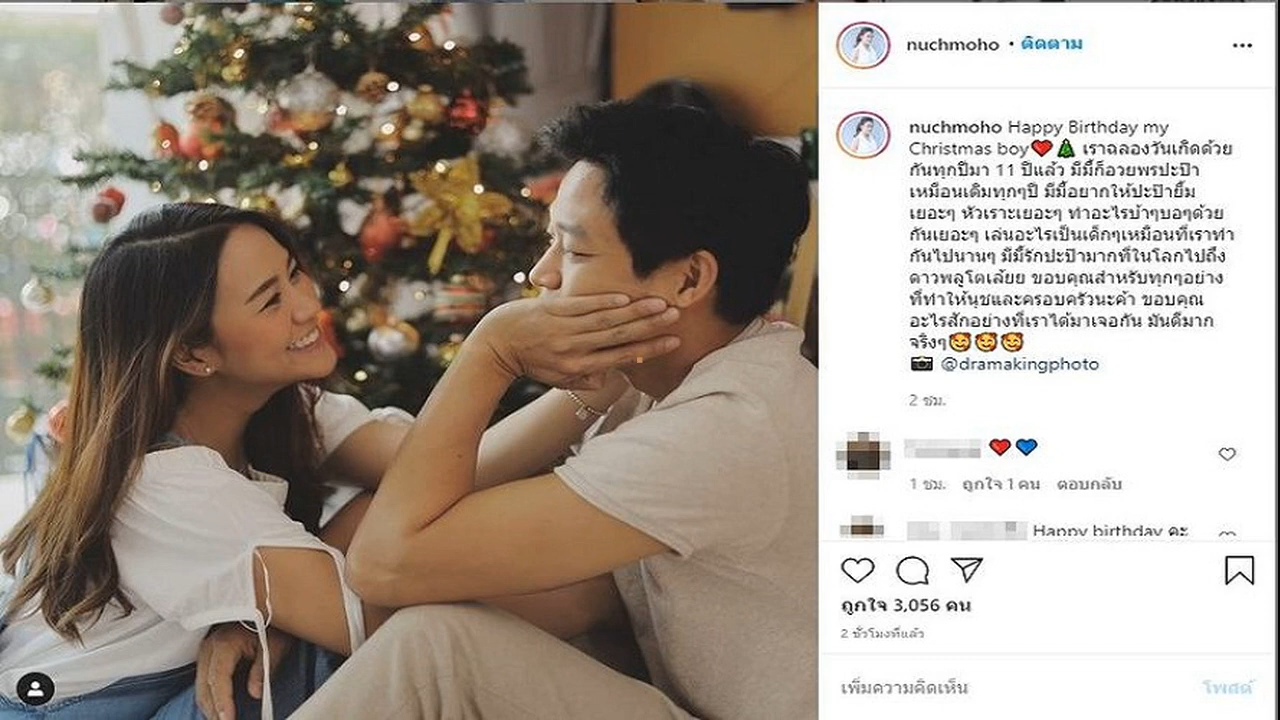 nuchmoho • ติดตาม
nuchmoho Happy Birthday my
Christmas boy❤️🎄 เราฉลองวันเกิดด้วย
กันทุกปีมา 11 ปีแล้ว มีมี้ก็อวยพรปะป๊า
เหมือนเดิมทุกๆปี มีมี้อยากให้ปะป๊ายิ้ม
เยอะๆ หัวเราะเยอะๆ ทำอะไรบ้าๆบอๆด้วย
กันเยอะๆ เล่นอะไรเป็นเด็กๆเหมือนที่เราทำ
กันไปนานๆ มีมี้รักปะป๊ามากที่ในโลกไปถึง
ดาวพลูโตเล้ยย ขอบคุณสำหรับทุกๆอย่าง
ที่ทำให้นุชและครอบครัวนะค้า ขอบคุณ
อะไรสักอย่างที่เราได้มาเจอกัน มันดีมาก
จริงๆ🥰🥰🥰
📸 @dramakingphoto
2 ชม.
❤️💙
1 ชม. ถูกใจ 1 คน ตอบกลับ
Happy birthday คะ
ถูกใจ 3,056 คน
2 ชั่วโมงที่แล้ว
เพิ่มความคิดเห็น โพสต์